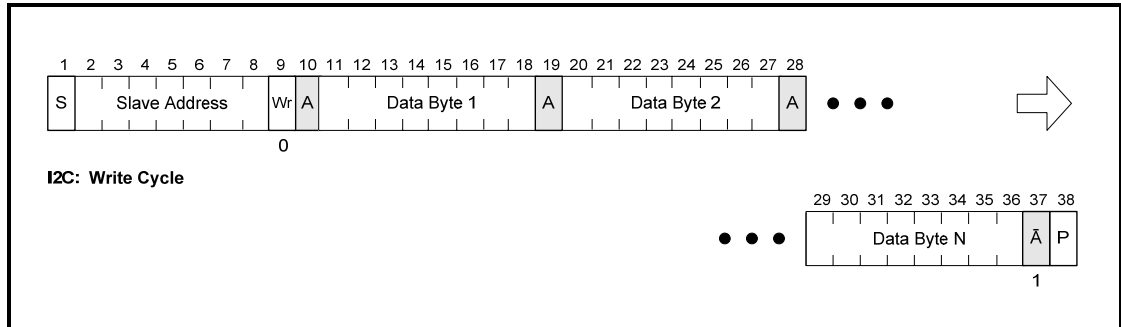 1 2 3 4 5 6 7 8 9 10 11 12 13 14 15 16 17 18 19 20 21 22 23 24 25 26 27 28
S Slave Address Wr A Data Byte 1 A Data Byte 2 A
0
I2C: Write Cycle
29 30 31 32 33 34 35 36 37 38
Data Byte N Ā P
1